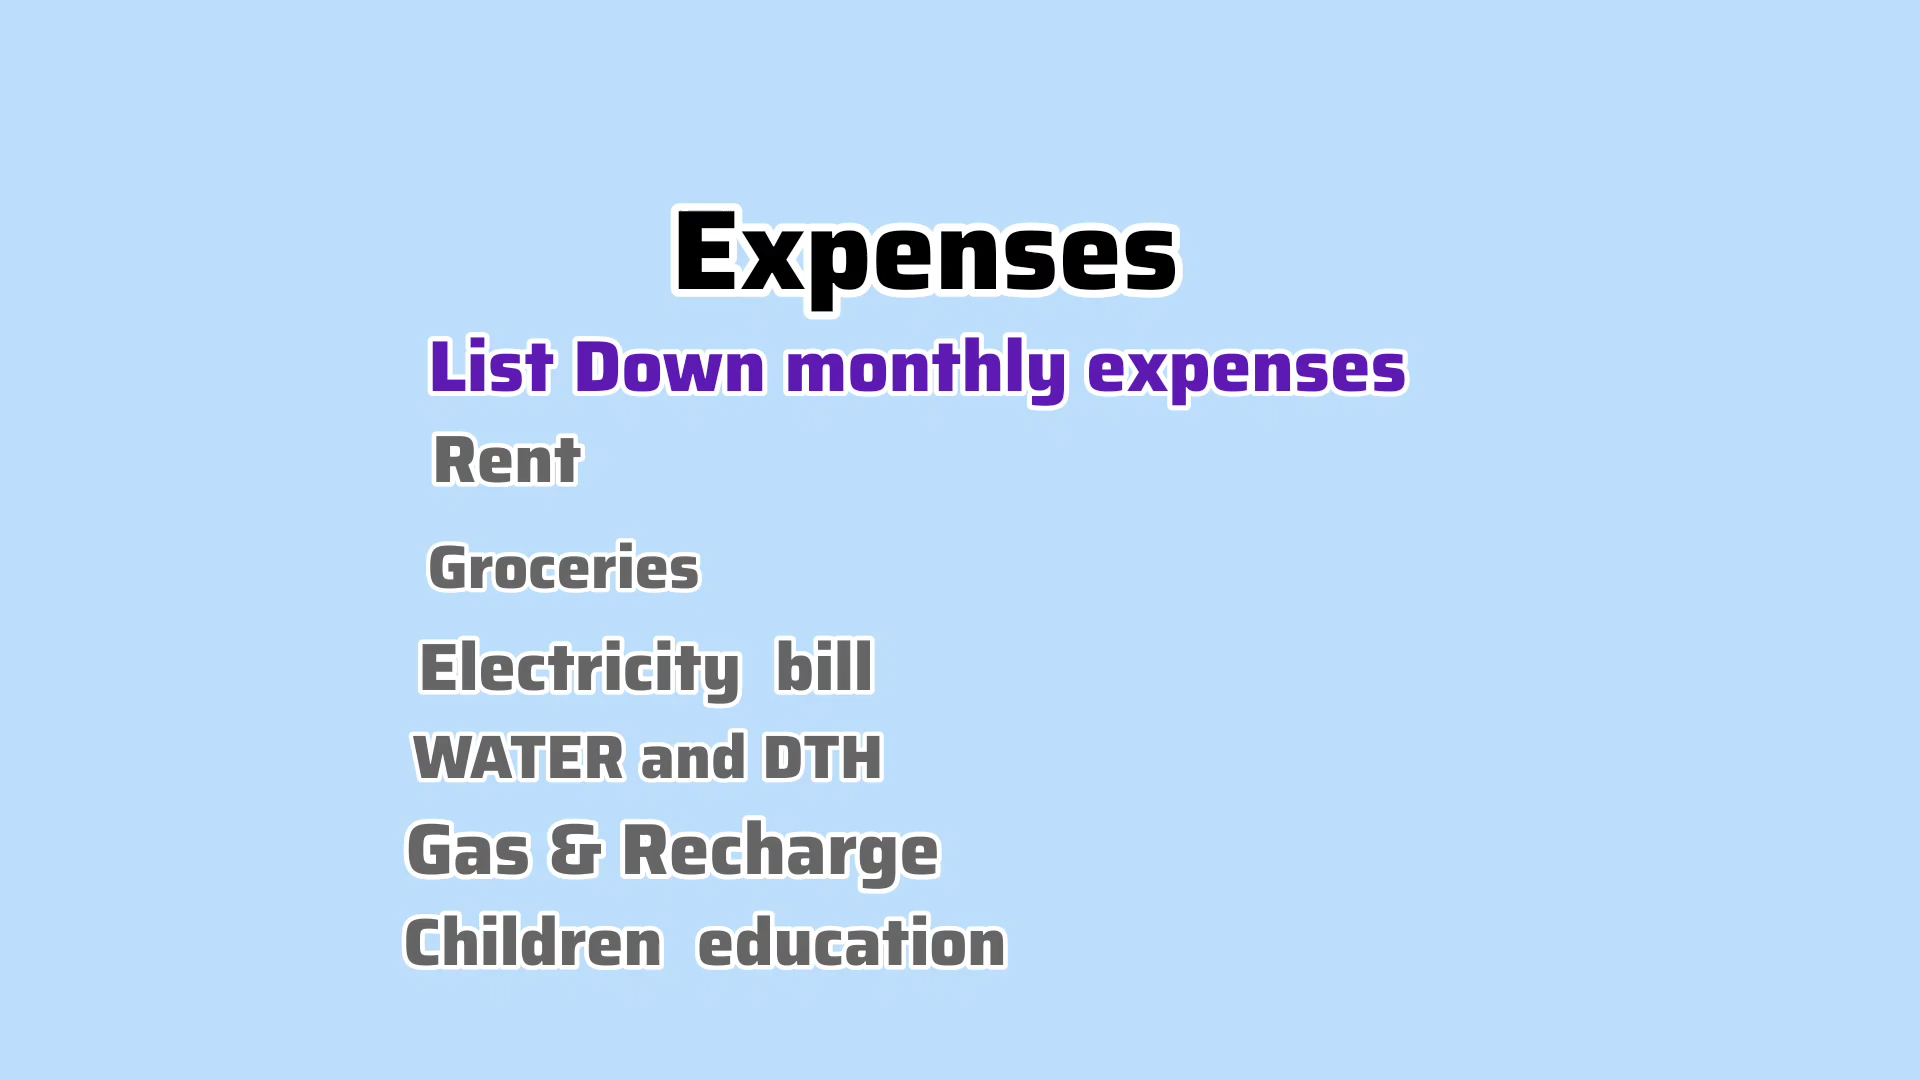 Expenses
List Down monthly expenses
Rent
Groceries
Electricity bill
WATER and DTH
Gas & Recharge
Children education